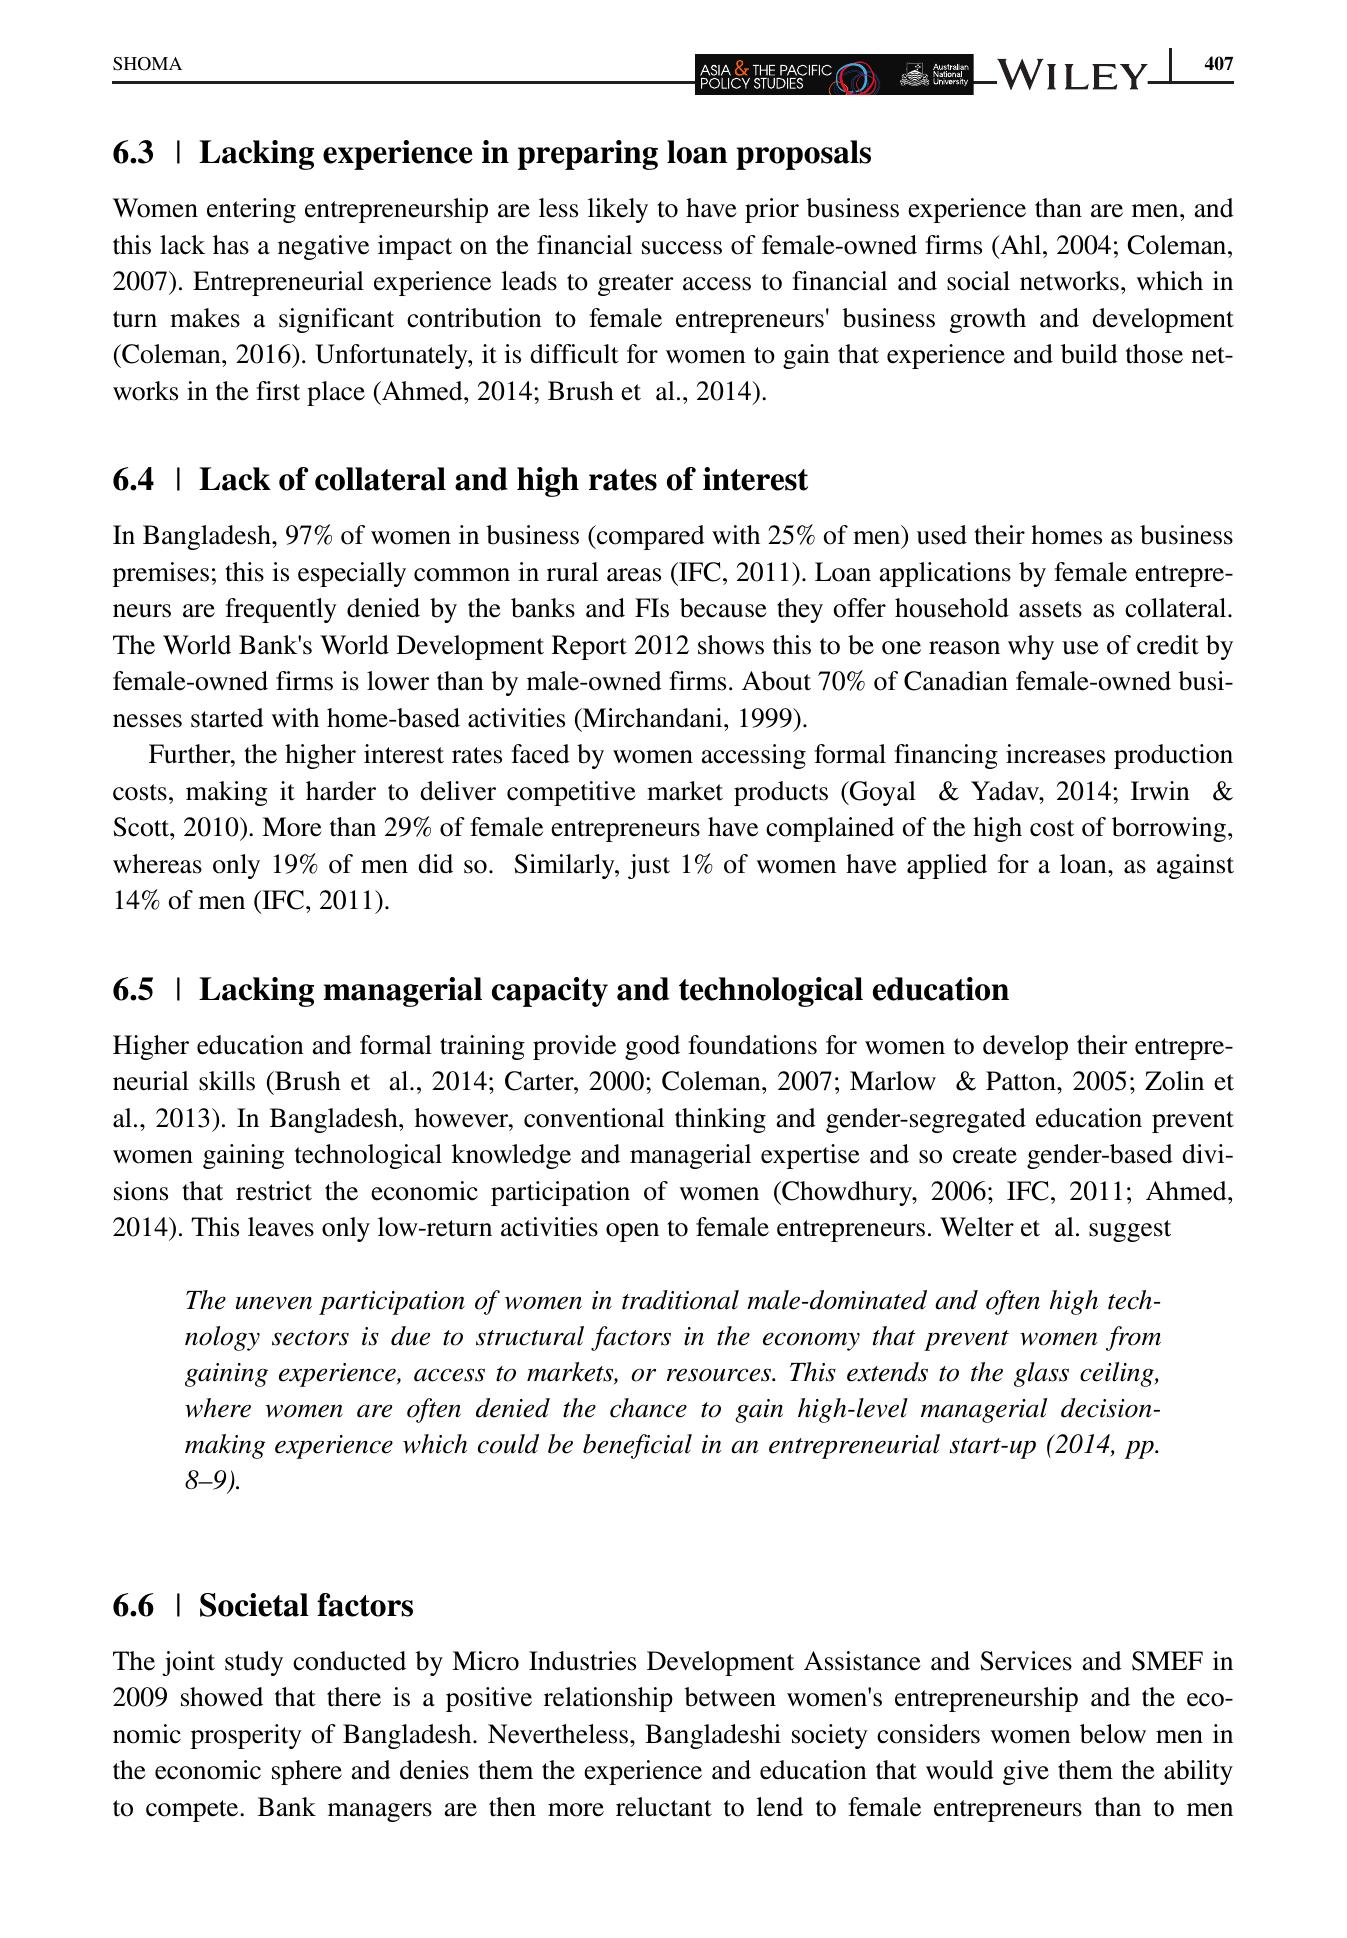 SHOMA
ASIA & THE PACIFIC
POLICY STUDIES
Australian
National
University
WILEY
407
6.3 | Lacking experience in preparing loan proposals
Women entering entrepreneurship are less likely to have prior business experience than are men, and
this lack has a negative impact on the financial success of female-owned firms (Ahl, 2004; Coleman,
2007). Entrepreneurial experience leads to greater access to financial and social networks, which in
turn makes a significant contribution to female entrepreneurs' business growth and development
(Coleman, 2016). Unfortunately, it is difficult for women to gain that experience and build those net-
works in the first place (Ahmed, 2014; Brush et al., 2014).
6.4 | Lack of collateral and high rates of interest
In Bangladesh, 97% of women in business (compared with 25% of men) used their homes as business
premises; this is especially common in rural areas (IFC, 2011). Loan applications by female entrepre-
neurs are frequently denied by the banks and FIs because they offer household assets as collateral.
The World Bank's World Development Report 2012 shows this to be one reason why use of credit by
female-owned firms is lower than by male-owned firms. About 70% of Canadian female-owned busi-
nesses started with home-based activities (Mirchandani, 1999).
Further, the higher interest rates faced by women accessing formal financing increases production
costs, making it harder to deliver competitive market products (Goyal & Yadav, 2014; Irwin &
Scott, 2010). More than 29% of female entrepreneurs have complained of the high cost of borrowing,
whereas only 19% of men did so. Similarly, just 1% of women have applied for a loan, as against
14% of men (IFC, 2011).
6.5 | Lacking managerial capacity and technological education
Higher education and formal training provide good foundations for women to develop their entrepre-
neurial skills (Brush et al., 2014; Carter, 2000; Coleman, 2007; Marlow & Patton, 2005; Zolin et
al., 2013). In Bangladesh, however, conventional thinking and gender-segregated education prevent
women gaining technological knowledge and managerial expertise and so create gender-based divi-
sions that restrict the economic participation of women (Chowdhury, 2006; IFC, 2011; Ahmed,
2014). This leaves only low-return activities open to female entrepreneurs. Welter et al. suggest
The uneven participation of women in traditional male-dominated and often high tech-
nology sectors is due to structural factors in the economy that prevent women from
gaining experience, access to markets, or resources. This extends to the glass ceiling,
where women are often denied the chance to gain high-level managerial decision-
making experience which could be beneficial in an entrepreneurial start-up (2014, pp.
8–9).
6.6 | Societal factors
The joint study conducted by Micro Industries Development Assistance and Services and SMEF in
2009 showed that there is a positive relationship between women's entrepreneurship and the eco-
nomic prosperity of Bangladesh. Nevertheless, Bangladeshi society considers women below men in
the economic sphere and denies them the experience and education that would give them the ability
to compete. Bank managers are then more reluctant to lend to female entrepreneurs than to men